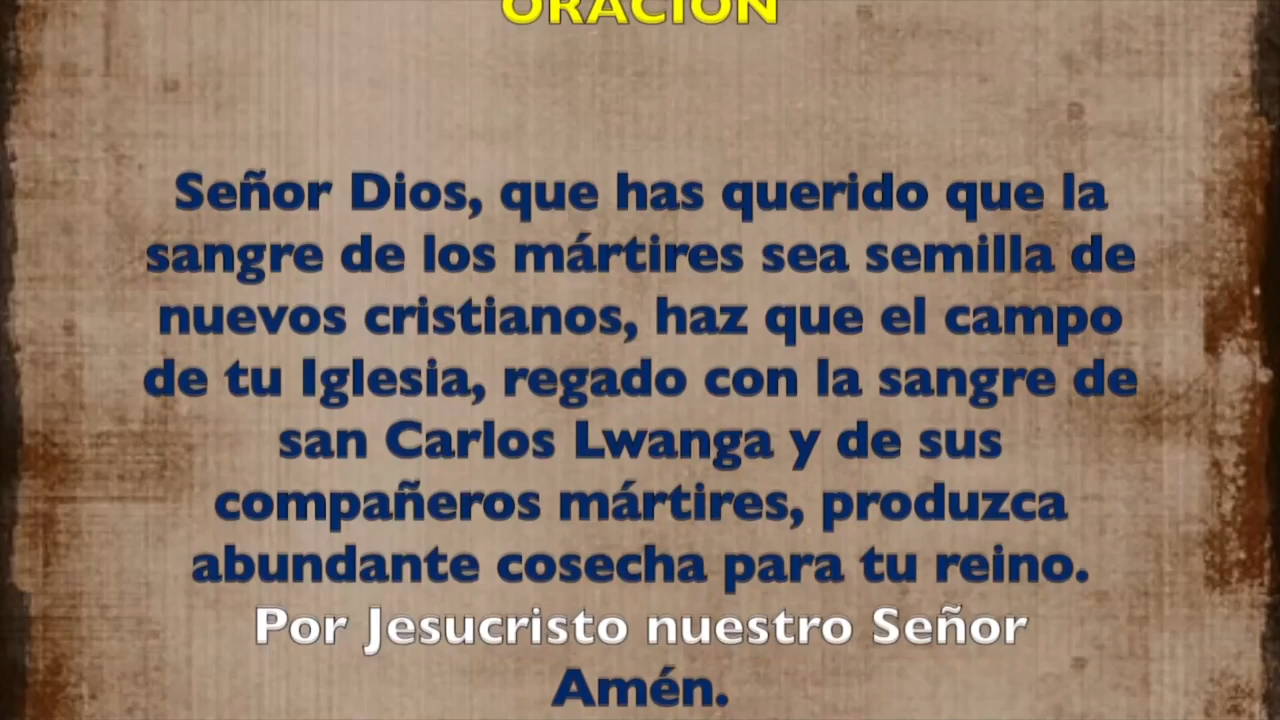 ORACIÓN
Señor Dios, que has querido que la
sangre de los mártires sea semilla de
nuevos cristianos, haz que el campo
de tu Iglesia, regado con la sangre de
san Carlos Lwanga y de sus
compañeros mártires, produzca
abundante cosecha para tu reino.
Por Jesucristo nuestro Señor
Amén.